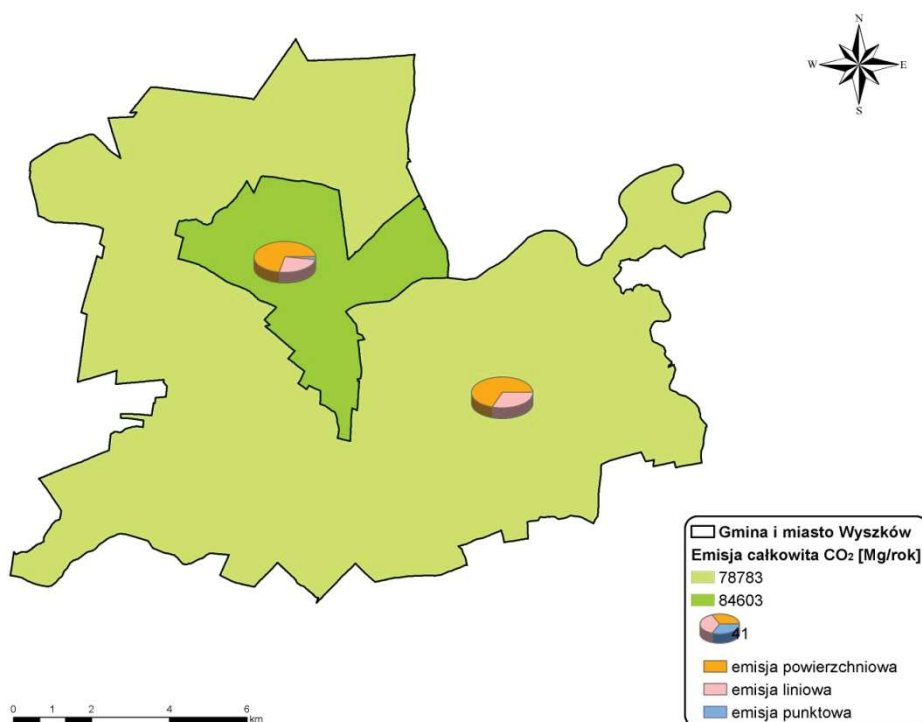 N
W E
S
Gmina i miasto Wyszków
Emisja całkowita CO₂ [Mg/rok]
78783
84603
41
emisja powierzchniowa
emisja liniowa
emisja punktowa
0 1 2 4 6
km